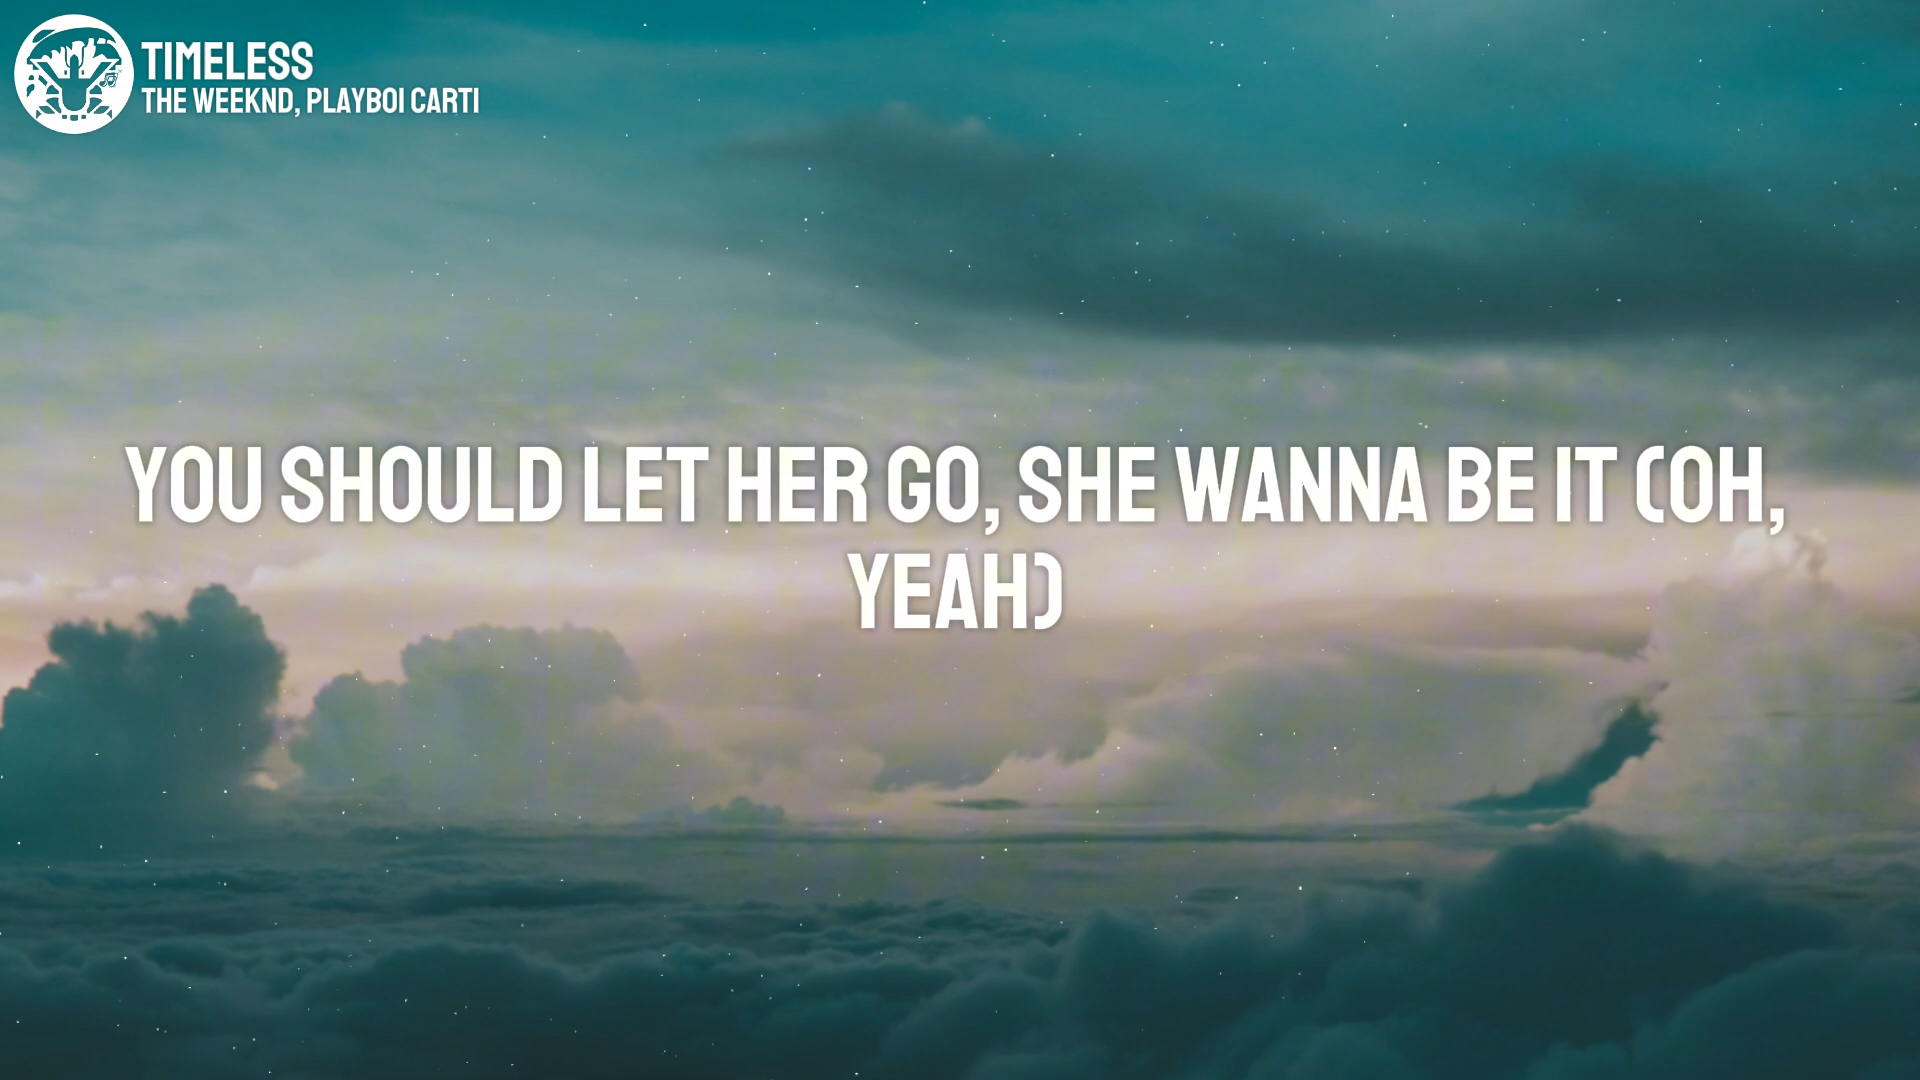 TIMELESS
THE WEEKND, PLAYBOI CARTI
YOU SHOULD LET HER GO, SHE WANNA BE IT (OH,
YEAH)